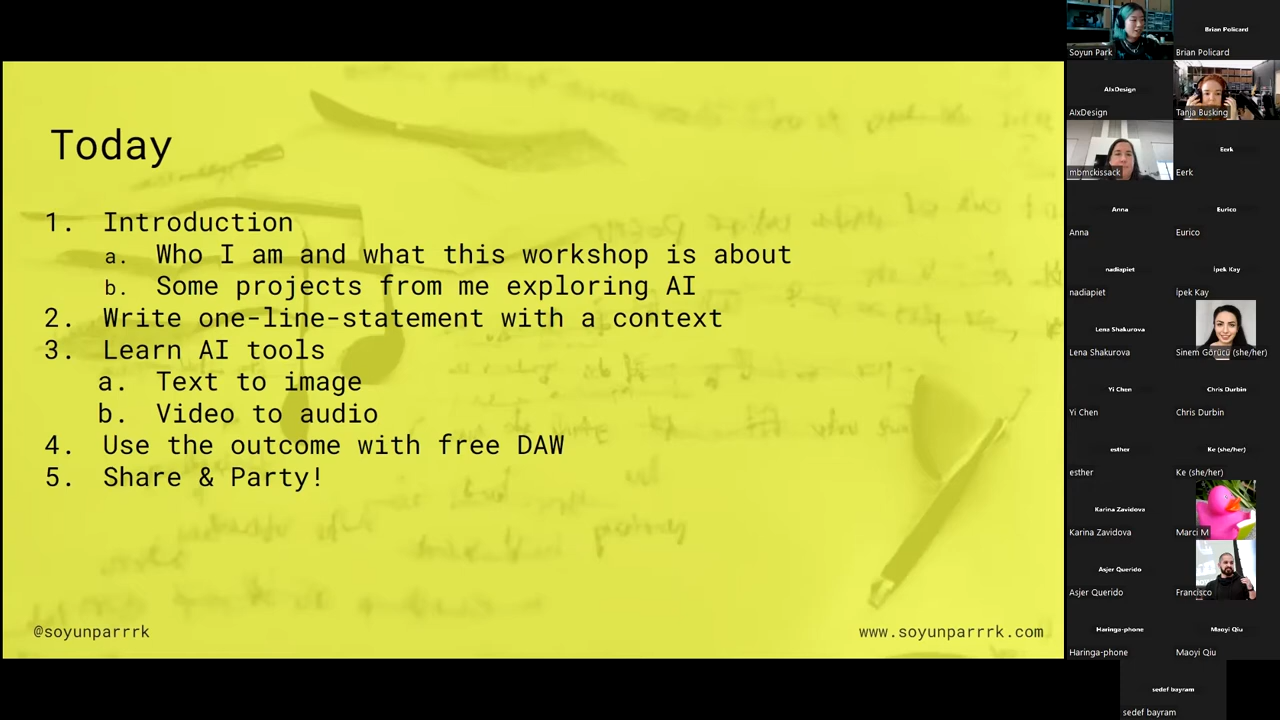 Today
1. Introduction
a. Who I am and what this workshop is about
b. Some projects from me exploring AI
2. Write one-line-statement with a context
3. Learn AI tools
a. Text to image
b. Video to audio
4. Use the outcome with free DAW
5. Share & Party!
@soyunparrrk
www.soyunparrrk.com
Soyun Park
Brian Policard
Brian Policard
AIxDesign
AIxDesign
Tanja Busking
mbmckissack
Eerk
Eerk
Anna
Anna
Eurico
Eurico
nadiapiet
nadiapiet
İpek Kay
İpek Kay
Lena Shakurova
Lena Shakurova
Sinem Görücü (she/her)
Yi Chen
Yi Chen
Chris Durbin
Chris Durbin
esther
esther
Ke (she/her)
Ke (she/her)
Karina Zavidova
Karina Zavidova
Marci M
Asjer Querido
Asjer Querido
Francisco
Haringa-phone
Haringa-phone
Maoyi Qiu
Maoyi Qiu
sedef bayram
sedef bayram